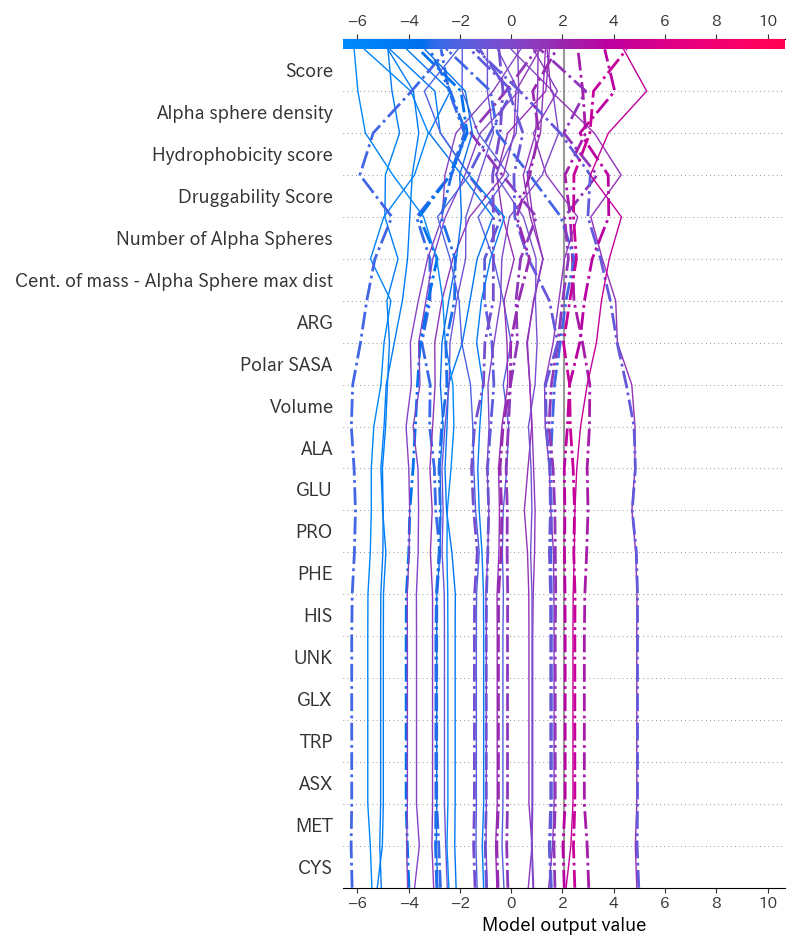 −6 −4 −2 0 2 4 6 8 10
Score
Alpha sphere density
Hydrophobicity score
Druggability Score
Number of Alpha Spheres
Cent. of mass - Alpha Sphere max dist
ARG
Polar SASA
Volume
ALA
GLU
PRO
PHE
HIS
UNK
GLX
TRP
ASX
MET
CYS
−6 −4 −2 0 2 4 6 8 10
Model output value